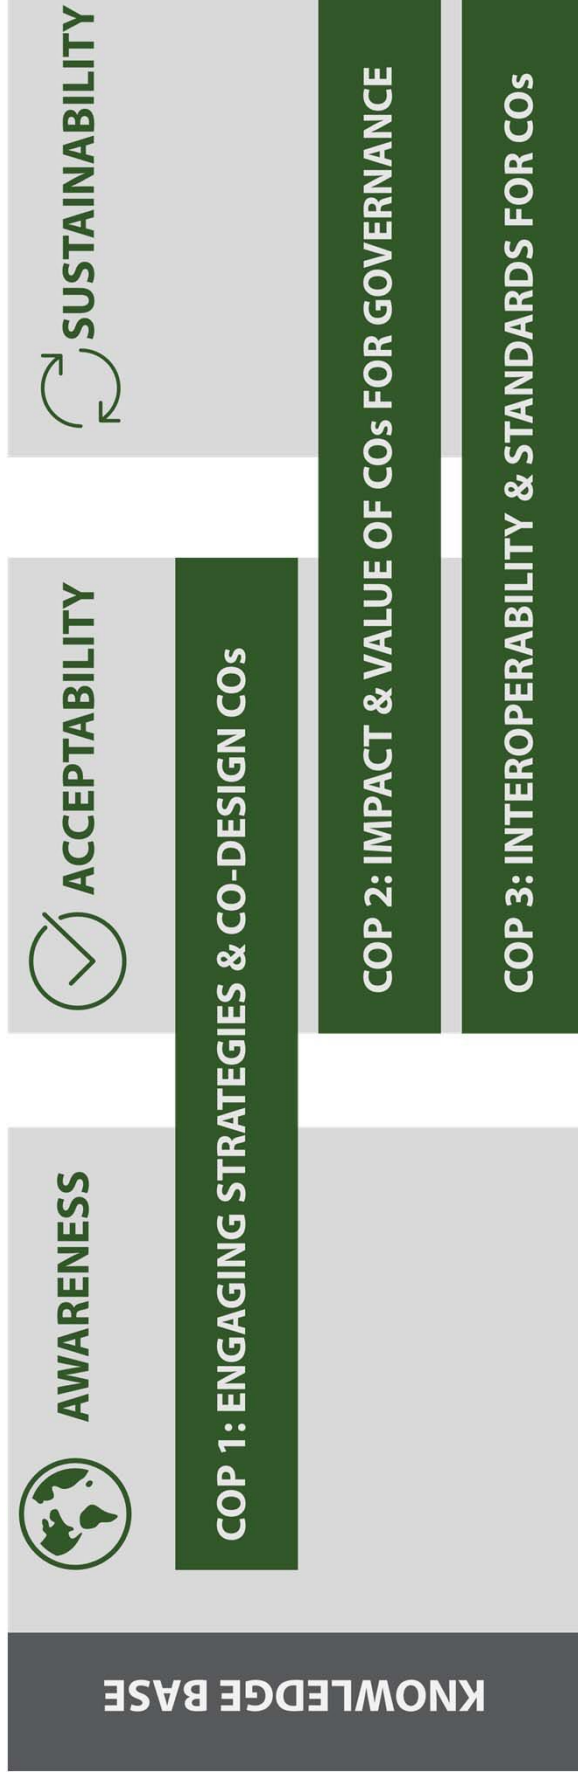 KNOWLEDGE BASE
AWARENESS
ACCEPTABILITY
SUSTAINABILITY
COP 1: ENGAGING STRATEGIES & CO-DESIGN COs
COP 2: IMPACT & VALUE OF COs FOR GOVERNANCE
COP 3: INTEROPERABILITY & STANDARDS FOR COs